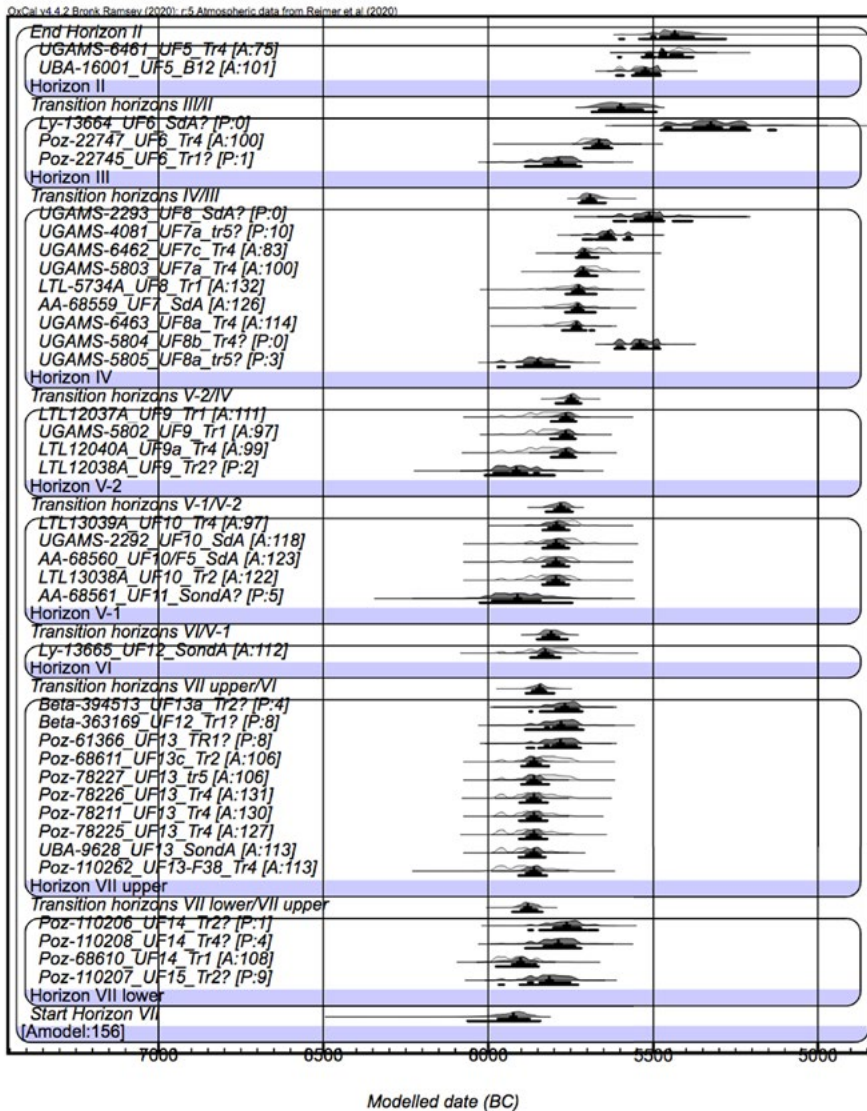 OxCal v4.4.2 Bronk Ramsey (2020); r:5 Atmospheric data from Reimer et al (2020)
End Horizon II
UGAMS-6461_UF5_Tr4 [A:75]
UBA-16001_UF5_B12 [A:101]
Horizon II
Transition horizons III/II
Ly-13664_UF6_SdA? [P:0]
Poz-22747_UF6_Tr4 [A:100]
Poz-22745_UF6_Tr1? [P:1]
Horizon III
Transition horizons IV/III
UGAMS-2293_UF8_SdA? [P:0]
UGAMS-4081_UF7a_tr5? [P:10]
UGAMS-6462_UF7c_Tr4 [A:83]
UGAMS-5803_UF7a_Tr4 [A:100]
LTL-5734A_UF8_Tr1 [A:132]
AA-68559_UF7_SdA [A:126]
UGAMS-6463_UF8a_Tr4 [A:114]
UGAMS-5804_UF8b_Tr4? [P:0]
UGAMS-5805_UF8a_tr5? [P:3]
Horizon IV
Transition horizons V-2/IV
LTL12037A_UF9_Tr1 [A:111]
UGAMS-5802_UF9_Tr1 [A:97]
LTL12040A_UF9a_Tr4 [A:99]
LTL12038A_UF9_Tr2? [P:2]
Horizon V-2
Transition horizons V-1/V-2
LTL13039A_UF10_Tr4 [A:97]
UGAMS-2292_UF10_SdA [A:118]
AA-68560_UF10/F5_SdA [A:123]
LTL13038A_UF10_Tr2 [A:122]
AA-68561_UF11_SondA? [P:5]
Horizon V-1
Transition horizons VI/V-1
Ly-13665_UF12_SondA [A:112]
Horizon VI
Transition horizons VII upper/VI
Beta-394513_UF13a_Tr2? [P:4]
Beta-363169_UF12_Tr1? [P:8]
Poz-61366_UF13_TR1? [P:8]
Poz-68611_UF13c_Tr2 [A:106]
Poz-78227_UF13_tr5 [A:106]
Poz-78226_UF13_Tr4 [A:131]
Poz-78211_UF13_Tr4 [A:130]
Poz-78225_UF13_Tr4 [A:127]
UBA-9628_UF13_SondA [A:113]
Poz-110262_UF13-F38_Tr4 [A:113]
Horizon VII upper
Transition horizons VII lower/VII upper
Poz-110206_UF14_Tr2? [P:1]
Poz-110208_UF14_Tr4? [P:4]
Poz-68610_UF14_Tr1 [A:108]
Poz-110207_UF15_Tr2? [P:9]
Horizon VII lower
Start Horizon VII
[Amodel:156]
7000 6500 6000 5500 5000
Modelled date (BC)